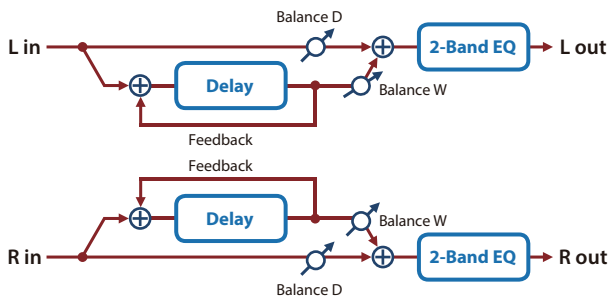 Balance D
L in
2-Band EQ
L out
Delay
Balance W
Feedback
Feedback
Delay
Balance W
R in
2-Band EQ
R out
Balance D